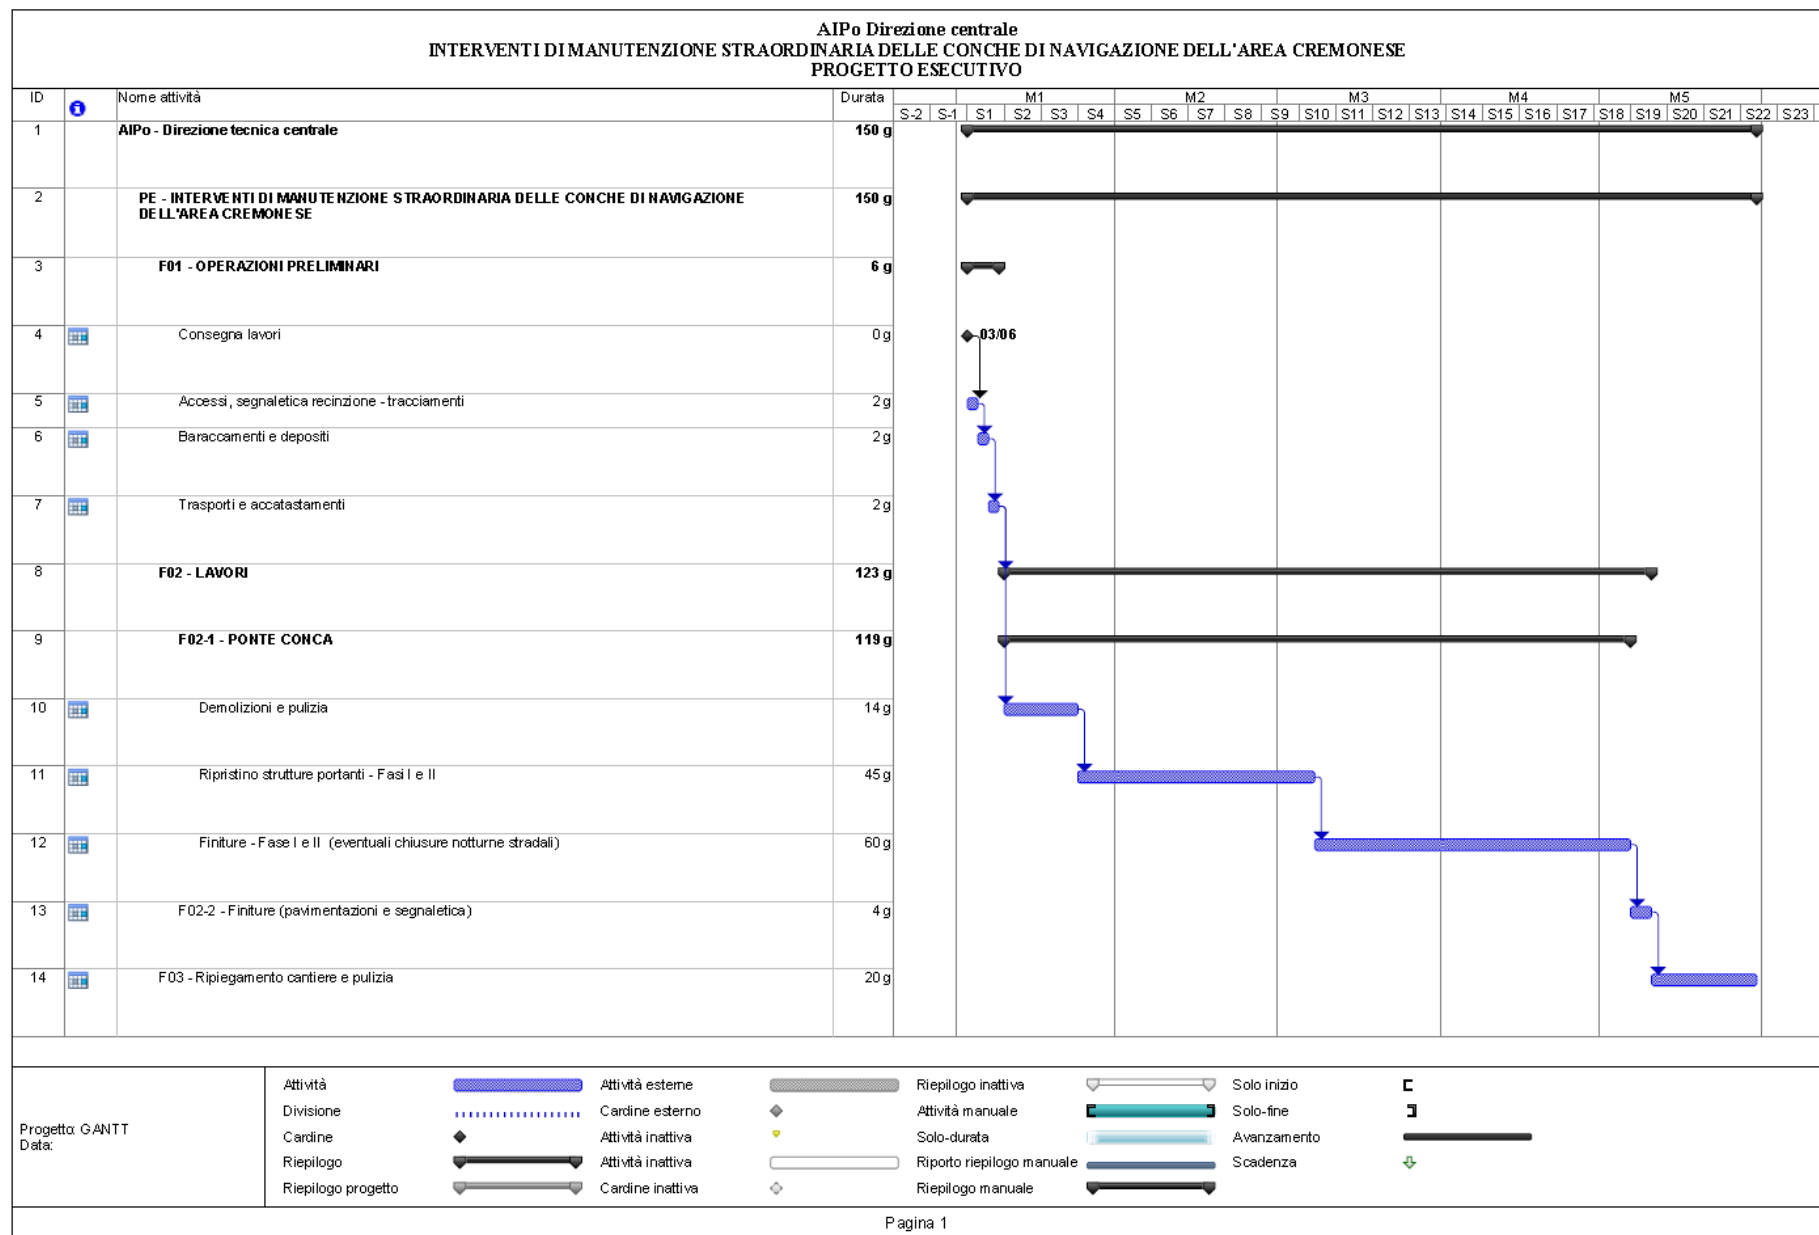 AIPo Direzione centrale
INTERVENTI DI MANUTENZIONE STRAORDINARIA DELLE CONCHE DI NAVIGAZIONE DELL'AREA CREMONESE
PROGETTO ESECUTIVO
ID Nome attività Durata M1 M2 M3 M4 M5
S-2 S-1 S1 S2 S3 S4 S5 S6 S7 S8 S9 S10 S11 S12 S13 S14 S15 S16 S17 S18 S19 S20 S21 S22 S23
1 AIPo - Direzione tecnica centrale 150 g
2 PE - INTERVENTI DI MANUTENZIONE STRAORDINARIA DELLE CONCHE DI NAVIGAZIONE 150 g
DELL'AREA CREMONESE
3 F01 - OPERAZIONI PRELIMINARI 6 g
4 Consegna lavori 0 g 03/06
5 Accessi, segnaletica recinzione - tracciamenti 2 g
6 Baraccamenti e depositi 2 g
7 Trasporti e accatastamenti 2 g
8 F02 - LAVORI 123 g
9 F02-1 - PONTE CONCA 119 g
10 Demolizioni e pulizia 14 g
11 Ripristino strutture portanti - Fasi I e II 45 g
12 Finiture - Fase I e II (eventuali chiusure notturne stradali) 60 g
13 F02-2 - Finiture (pavimentazioni e segnaletica) 4 g
14 F03 - Ripiegamento cantiere e pulizia 20 g
Progetto: GANTT
Data:
Attività Attività esterne Riepilogo inattiva Solo inizio
Divisione Cardine esterno Attività manuale Solo-fine
Cardine Attività inattiva Solo-durata Avanzamento
Riepilogo Attività inattiva Riporto riepilogo manuale Scadenza
Riepilogo progetto Cardine inattiva Riepilogo manuale
Pagina 1